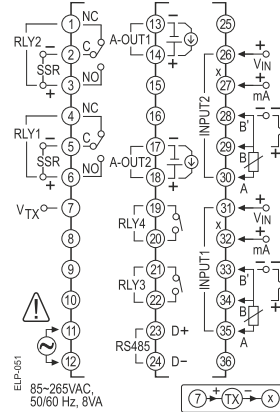 1 NC 13 − 25
RLY2 2 C A-OUT1 14 + 26 + VIN
SSR − + 3 NO 15 x 27 + mA
4 NC 16 INPUT2 28 B' − +
RLY1 5 C 17 − 29 B
SSR − + 6 NO A-OUT2 18 + 30 A
VTX 7 19 31 + VIN
8 RLY4 20 x 32 + mA
9 21 INPUT1 33 B' − +
10 RLY3 22 34 B
11 23 D+ 35 A
12 RS485 24 D− 36
ELP-051
85~265VAC,
50/60 Hz, 8VA
7 + TX − x